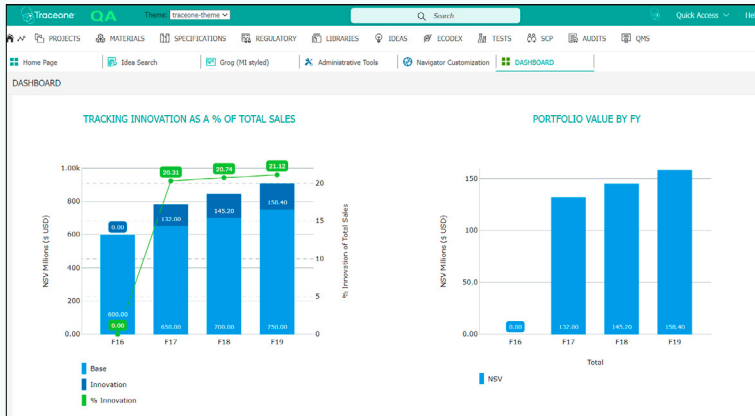 Traceone QA Theme: traceone-theme Search Quick Access Hel
PROJECTS MATERIALS SPECIFICATIONS REGULATORY LIBRARIES IDEAS ECODEX TESTS SCP AUDITS QMS
Home Page Idea Search Grog (MI styled) Administrative Tools Navigator Customization DASHBOARD
DASHBOARD
TRACKING INNOVATION AS A % OF TOTAL SALES
1.00k
800
600
400
200
0.00
NSV Millions ($ USD)
20.31 20.74 21.12
0.00 132.00 145.20 158.40
600.00
0.00 650.00 700.00 750.00
20
15
10
5
0
% Innovation of Total Sales
F16 F17 F18 F19
Base
Innovation
% Innovation
PORTFOLIO VALUE BY FY
150
100
50.0
0.00
NSV Millions ($ USD)
0.00 132.00 145.20 158.40
F16 F17 F18 F19
Total
NSV